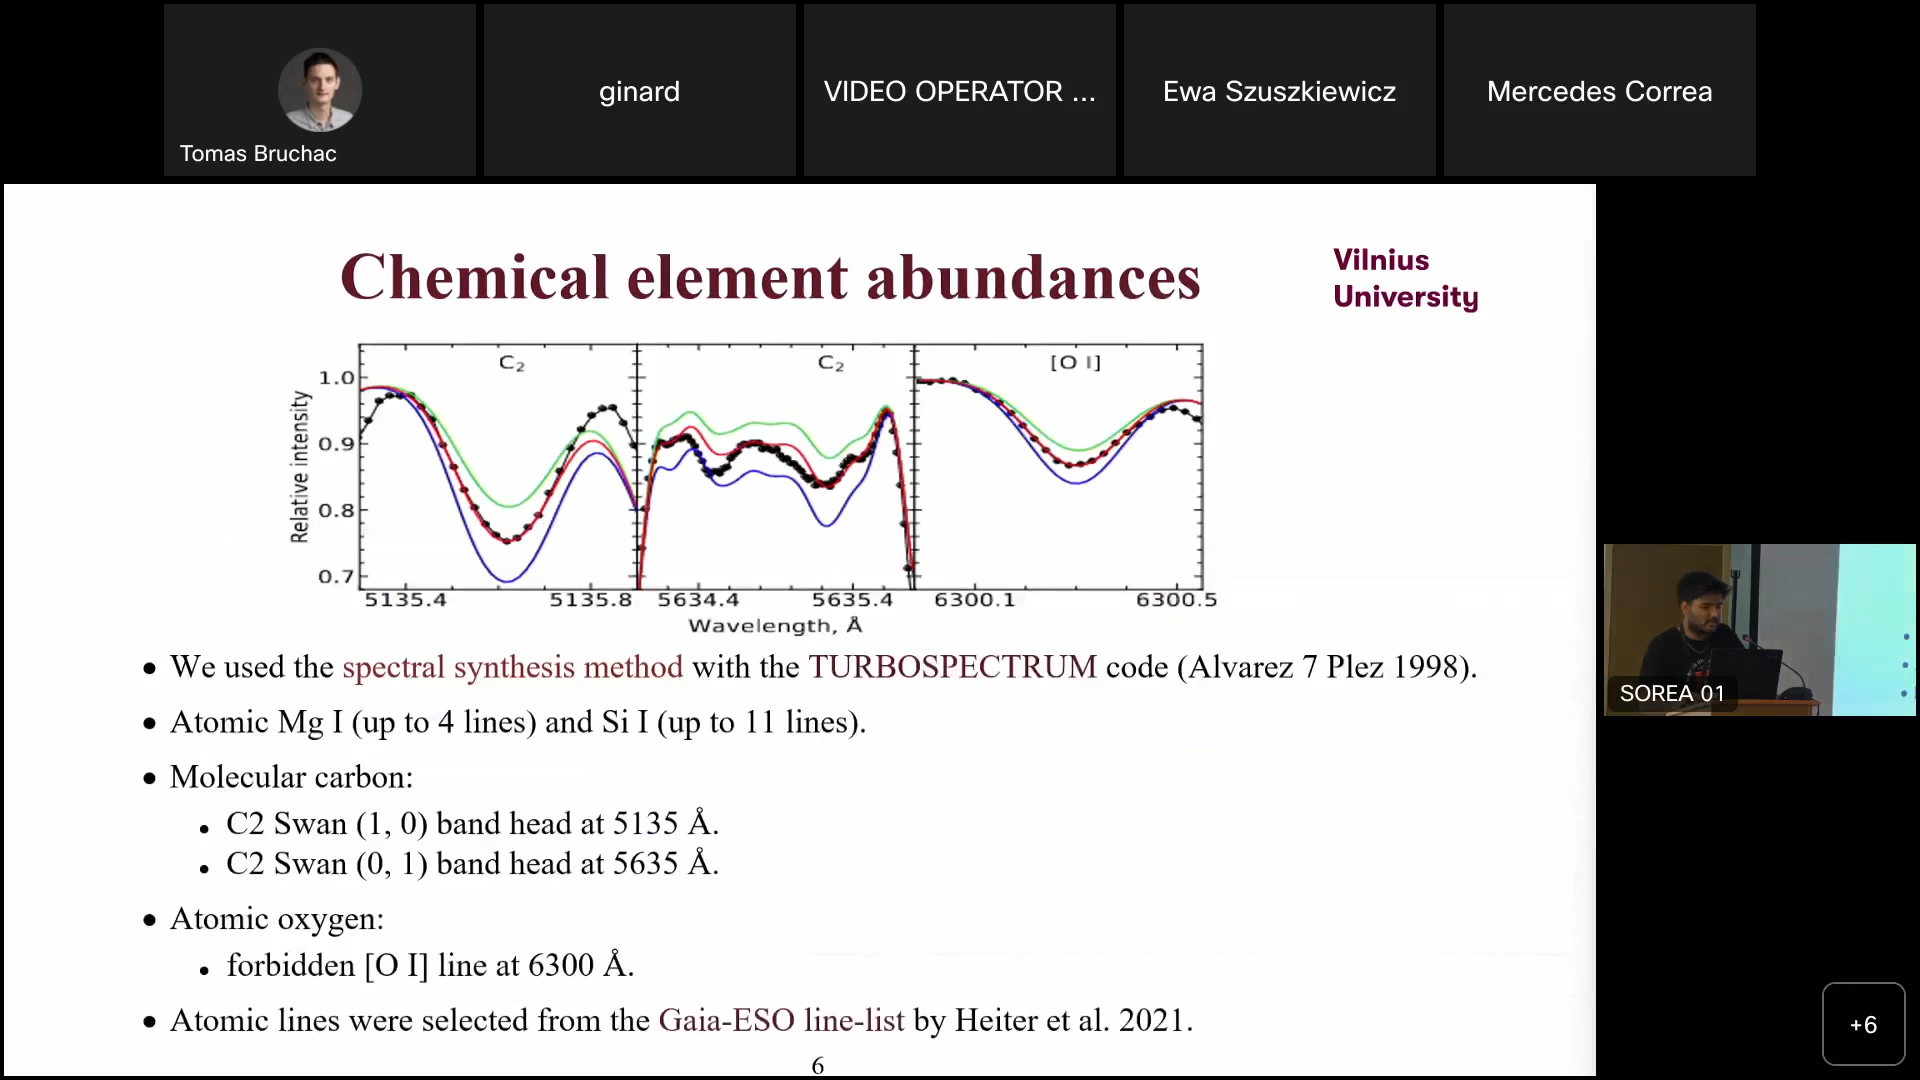 Tomas Bruchac
ginard
VIDEO OPERATOR ...
Ewa Szuszkiewicz
Mercedes Correa
Chemical element abundances
Vilnius
University
C₂
C₂
[O I]
1.0
0.9
0.8
0.7
Relative intensity
5135.4
5135.8
5634.4
5635.4
6300.1
6300.5
Wavelength, Å
• We used the spectral synthesis method with the TURBOSPECTRUM code (Alvarez 7 Plez 1998).
• Atomic Mg I (up to 4 lines) and Si I (up to 11 lines).
• Molecular carbon:
• C2 Swan (1, 0) band head at 5135 Å.
• C2 Swan (0, 1) band head at 5635 Å.
• Atomic oxygen:
• forbidden [O I] line at 6300 Å.
• Atomic lines were selected from the Gaia-ESO line-list by Heiter et al. 2021.
6
SOREA 01
+6